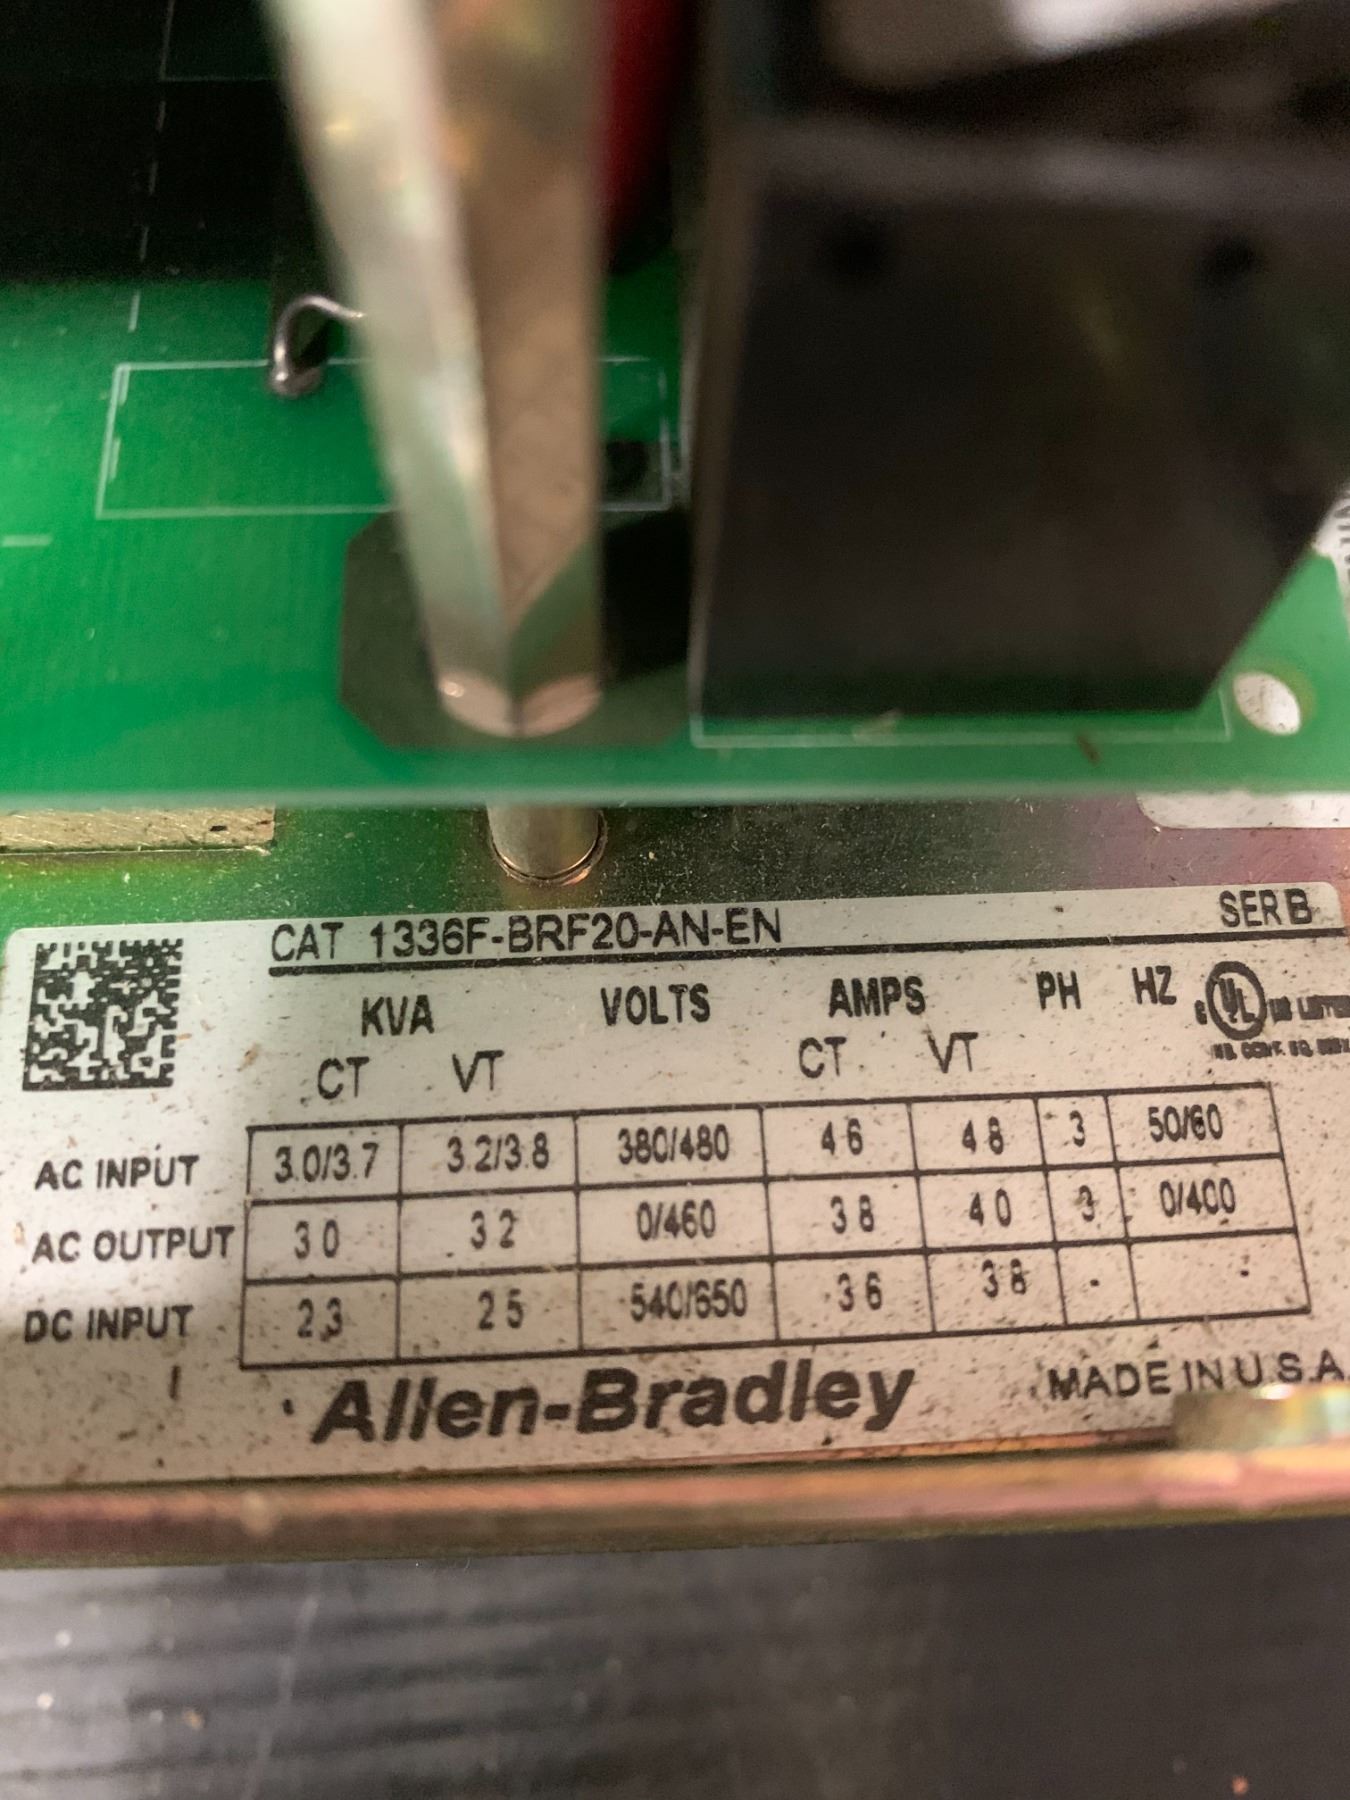 CAT 1336F-BRF20-AN-EN SER B
KVA VOLTS AMPS PH HZ UL
CT VT CT VT
AC INPUT 3.0/3.7 3.2/3.8 380/480 4.6 4.8 3 50/60
AC OUTPUT 3.0 3.2 0/460 3.8 4.0 3 0/400
DC INPUT 2.3 2.5 540/650 3.6 3.8 - -
Allen-Bradley MADE IN U.S.A.